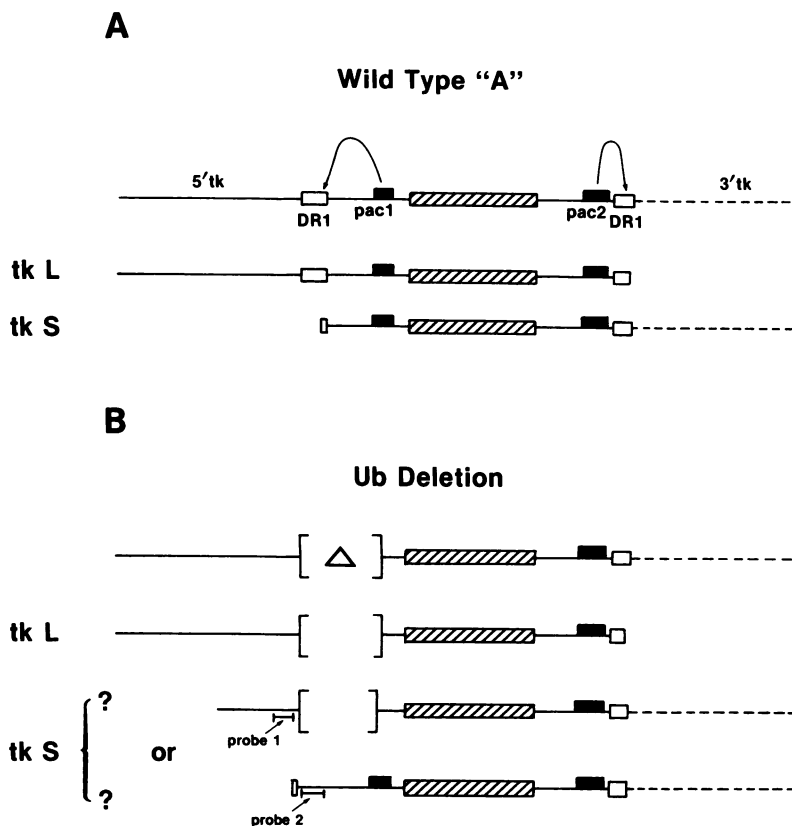 A
Wild Type “A”
5′tk
3′tk
DR1
pac1
pac2
DR1
tk L
tk S
B
Ub Deletion
△
tk L
tk S
?
or
?
probe 1
probe 2